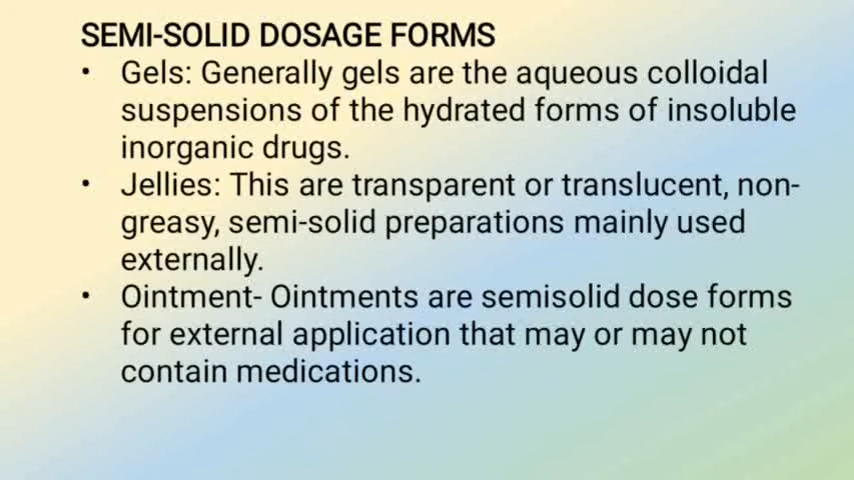 SEMI-SOLID DOSAGE FORMS
• Gels: Generally gels are the aqueous colloidal
suspensions of the hydrated forms of insoluble
inorganic drugs.
• Jellies: This are transparent or translucent, non-
greasy, semi-solid preparations mainly used
externally.
• Ointment- Ointments are semisolid dose forms
for external application that may or may not
contain medications.